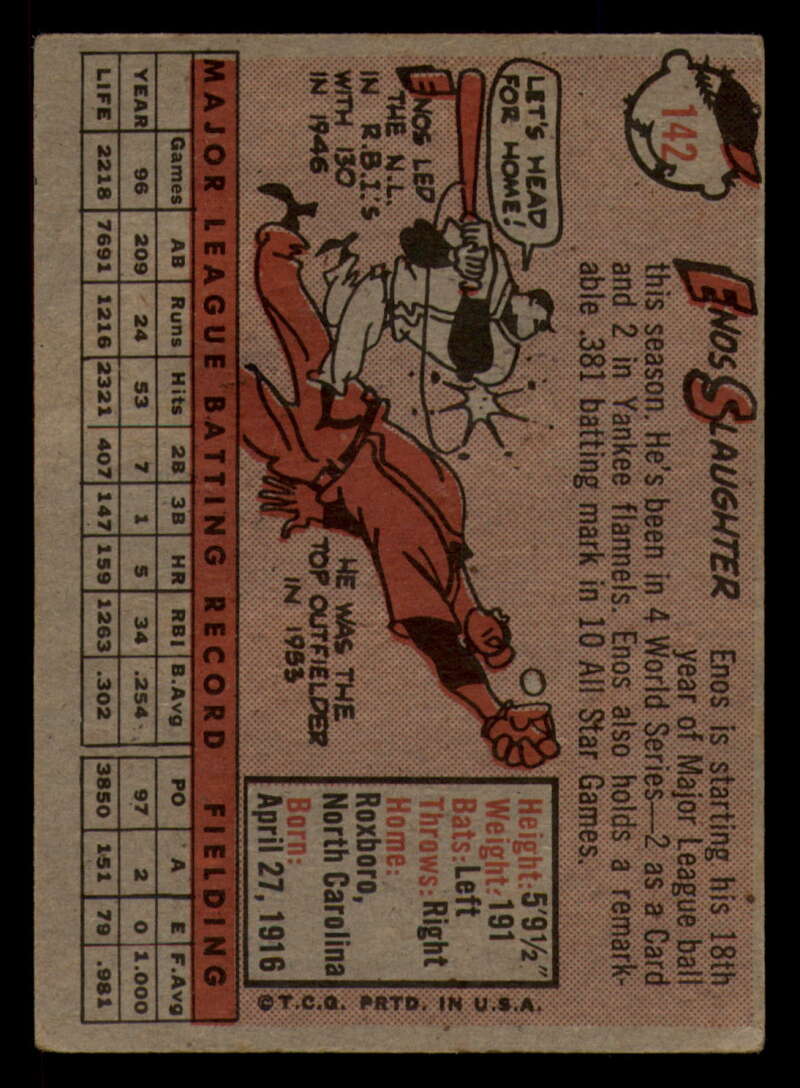 142
ENOS SLAUGHTER
Enos is starting his 18th
year of Major League ball
this season. He's been in 4 World Series—2 as a Card
and 2 in Yankee flannels. Enos also holds a remark-
able .381 batting mark in 10 All Star Games.
LET'S HEAD
FOR HOME!
ENOS LED
THE N.L.
IN R.B.I.'S
WITH 130
IN 1946
HE WAS THE
TOP OUTFIELDER
IN 1953
Height: 5'9½"
Weight: 191
Bats: Left
Throws: Right
Home:
Roxboro,
North Carolina
Born:
April 27, 1916
©T.C.G. PRTD. IN U.S.A.
MAJOR LEAGUE BATTING RECORD FIELDING
Games AB Runs Hits 2B 3B HR RBI B.Avg PO A E F.Avg
YEAR 96 209 24 53 7 1 5 34 .254 97 2 0 1.000
LIFE 2218 7691 1216 2321 407 147 159 1263 .302 3850 151 79 .981